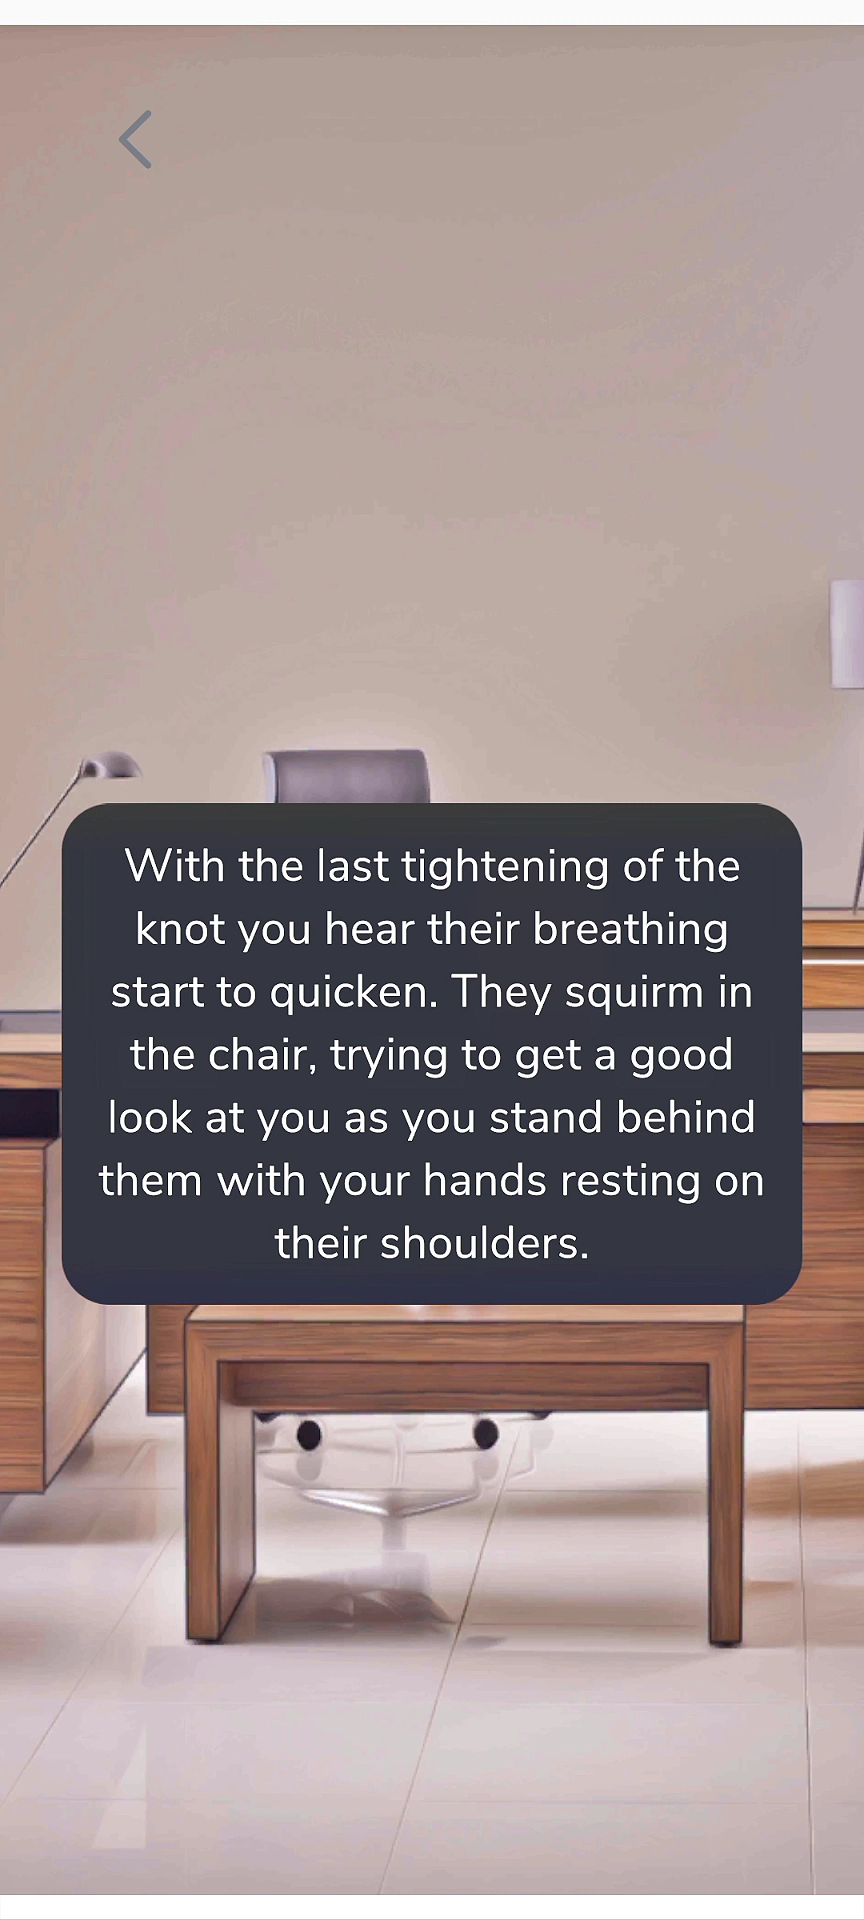 With the last tightening of the
knot you hear their breathing
start to quicken. They squirm in
the chair, trying to get a good
look at you as you stand behind
them with your hands resting on
their shoulders.